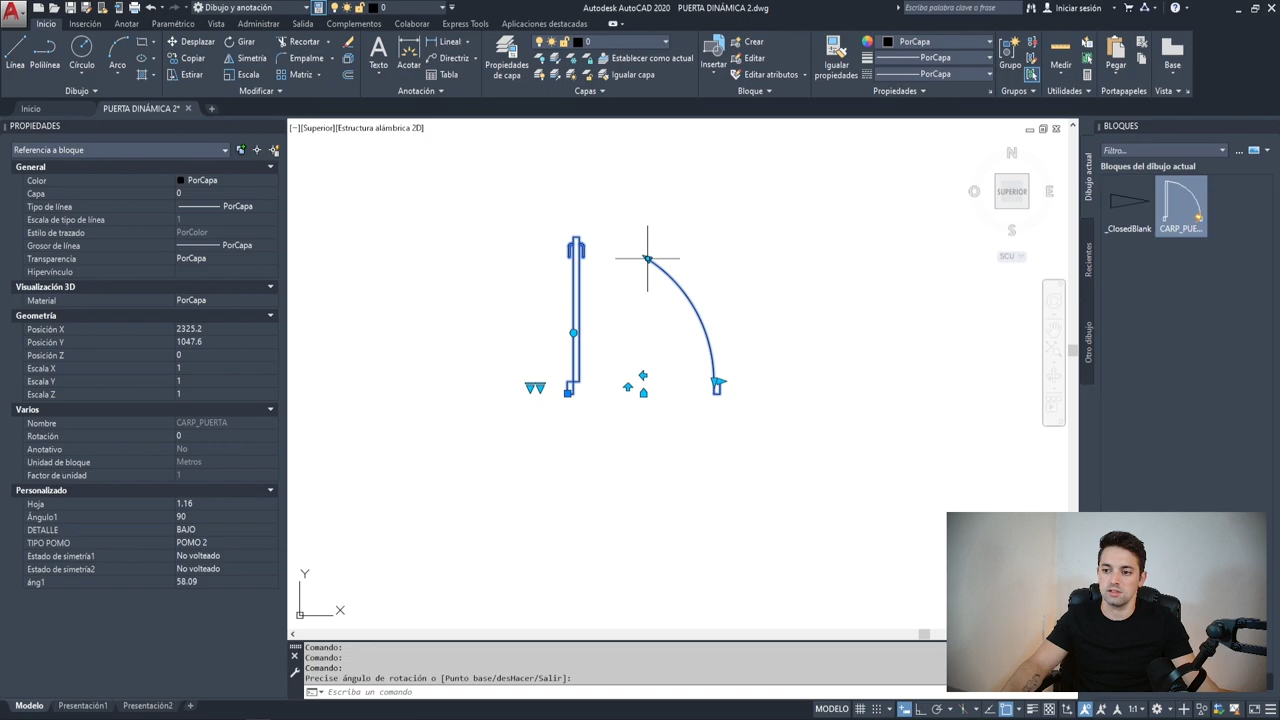 Dibujo y anotación
0
Autodesk AutoCAD 2020 PUERTA DINÁMICA 2.dwg
Escriba palabra clave o frase
Iniciar sesión
Inicio Inserción Anotar Paramétrico Vista Administrar Salida Complementos Colaborar Express Tools Aplicaciones destacadas
Línea Polilínea Círculo Arco
Desplazar Girar Recortar
Copiar Simetría Empalme
Estirar Escala Matriz
Texto Acotar
Lineal
Directriz
Tabla
Propiedades de capa
0
Establecer como actual
Igualar capa
Insertar
Crear
Editar
Editar atributos
Igualar propiedades
PorCapa
PorCapa
PorCapa
Grupo Medir Pegar Base
Dibujo Modificar Anotación Capas Bloque Propiedades Grupos Utilidades Portapapeles Vista
Inicio PUERTA DINÁMICA 2*
PROPIEDADES
Referencia a bloque
General
Color PorCapa
Capa 0
Tipo de línea PorCapa
Escala de tipo de línea 1
Estilo de trazado PorColor
Grosor de línea PorCapa
Transparencia PorCapa
Hipervínculo
Visualización 3D
Material PorCapa
Geometría
Posición X 2325.2
Posición Y 1047.6
Posición Z 0
Escala X 1
Escala Y 1
Escala Z 1
Varios
Nombre CARP_PUERTA
Rotación 0
Anotativo No
Unidad de bloque Metros
Factor de unidad 1
Personalizado
Hoja 1.16
Ángulo1 90
DETALLE BAJO
TIPO POMO POMO 2
Estado de simetría1 No volteado
Estado de simetría2 No volteado
áng1 58.09
[−][Superior][Estructura alámbrica 2D]
N
O SUPERIOR E
S
SCU
Y
X
BLOQUES
Filtro...
Bloques del dibujo actual
_ClosedBlank CARP_PUE...
Dibujo actual
Recientes
Otro dibujo
Comando:
Comando:
Comando:
Precise ángulo de rotación o [Punto base/desHacer/Salir]:
Escriba un comando
Modelo Presentación1 Presentación2
MODELO